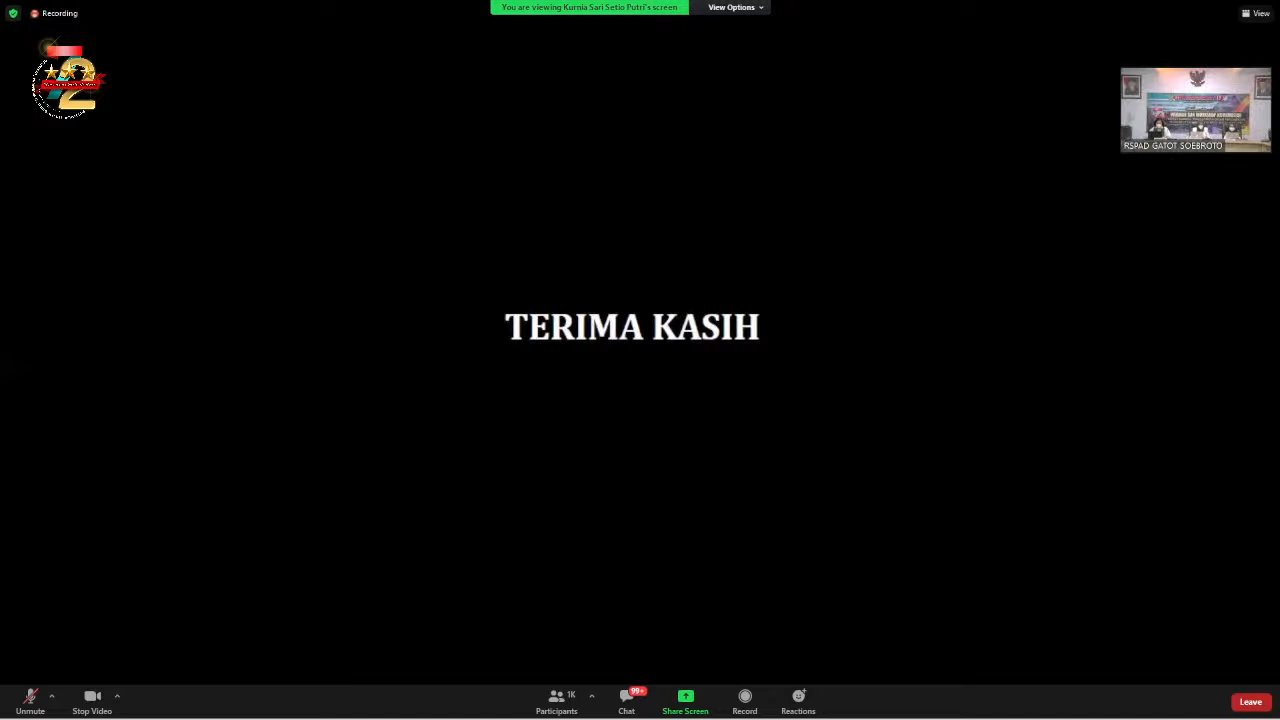 Recording
You are viewing Kurnia Sari Setio Putri's screen
View Options
View
RSPAD GATOT SOEBROTO
TERIMA KASIH
Unmute
Stop Video
1K
Participants
99+
Chat
Share Screen
Record
Reactions
Leave